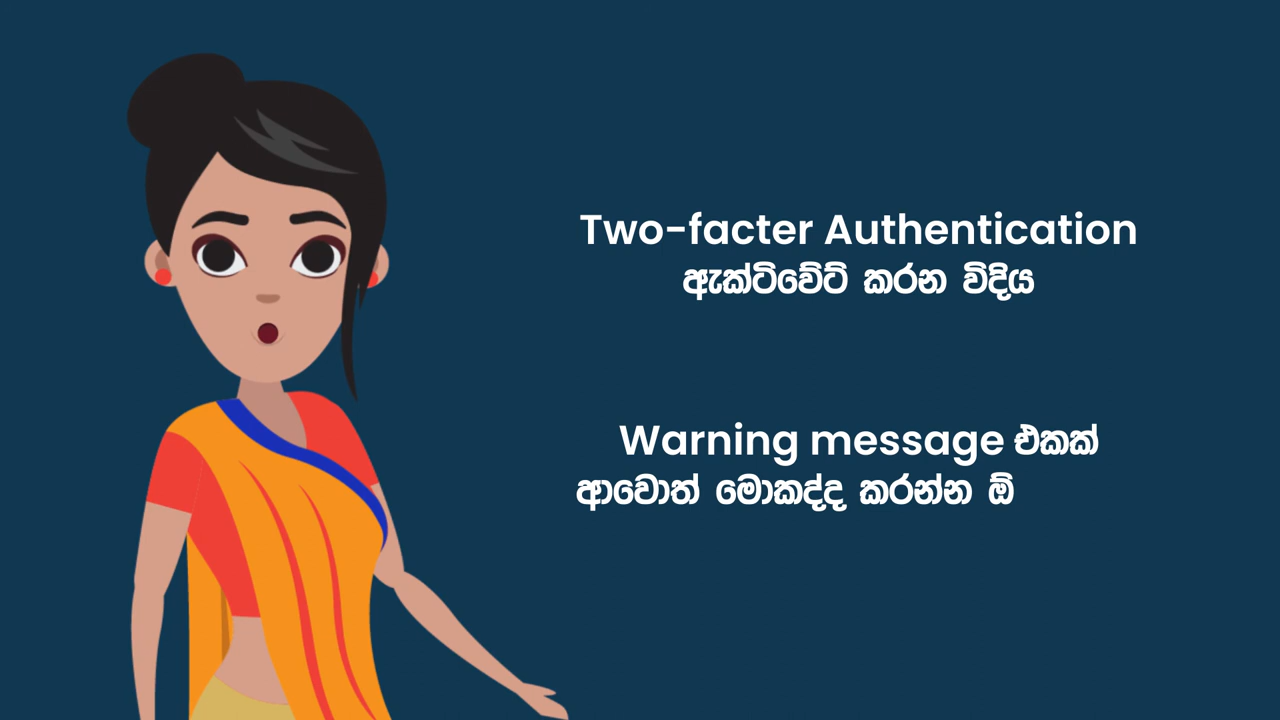 Two-facter Authentication
ඇක්ටිවේට් කරන විදිය
Warning message එකක්
ආවොත් මොකද්ද කරන්න ඕ